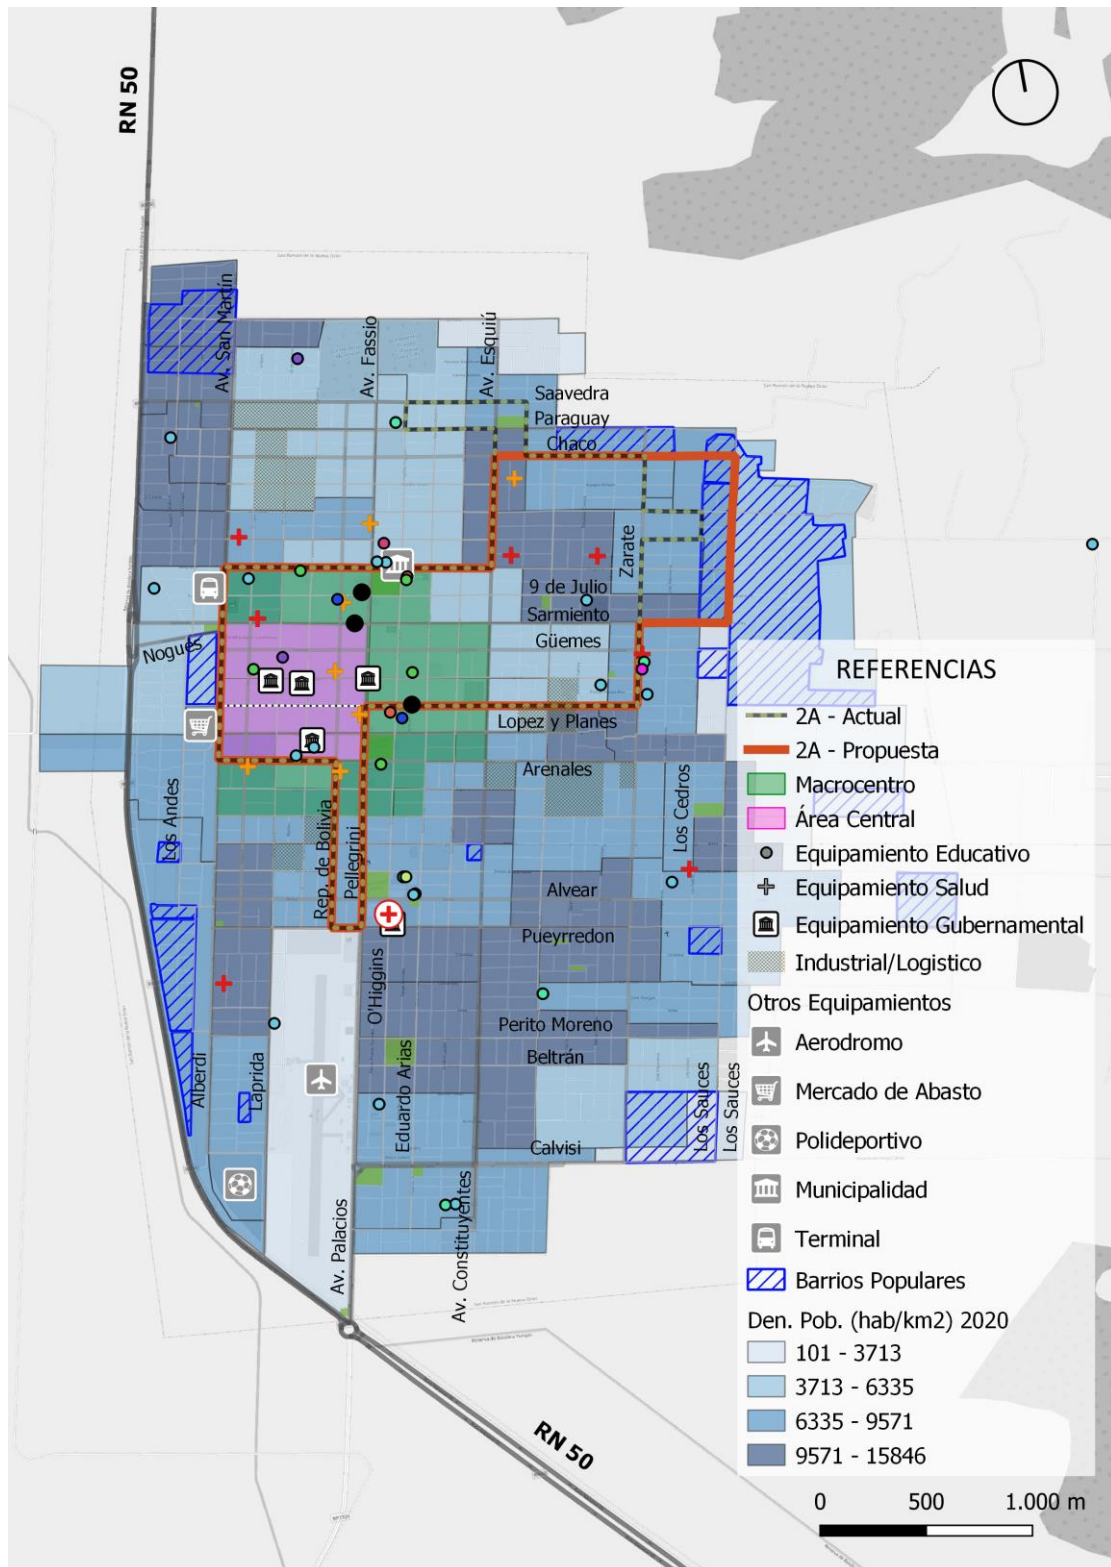 RN 50
Av. San Martín
Av. Fassio
Av. Esquiú
Saavedra
Paraguay
Chaco
Zarate
9 de Julio
Sarmiento
Güemes
Nogués
Lopez y Planes
Arenales
Los Andes
Rep. de Bolivia
Pellegrini
Los Cedros
Alvear
Pueyrredon
O'Higgins
Perito Moreno
Beltrán
Eduardo Arias
Alberdi
Laprida
Los Sauces
Los Sauces
Calvisi
Av. Palacios
Av. Constituyentes
RN 50
REFERENCIAS
2A - Actual
2A - Propuesta
Macrocentro
Área Central
Equipamiento Educativo
Equipamiento Salud
Equipamiento Gubernamental
Industrial/Logistico
Otros Equipamientos
Aerodromo
Mercado de Abasto
Polideportivo
Municipalidad
Terminal
Barrios Populares
Den. Pob. (hab/km2) 2020
101 - 3713
3713 - 6335
6335 - 9571
9571 - 15846
0 500 1.000 m